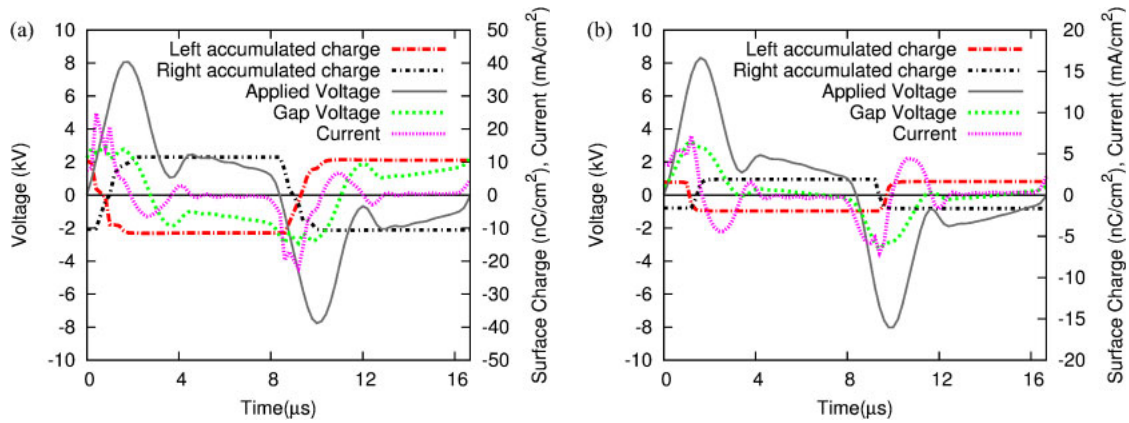 (a)
Voltage (kV)
10
8
6
4
2
0
-2
-4
-6
-8
-10
0 4 8 12 16
Time(μs)
Left accumulated charge
Right accumulated charge
Applied Voltage
Gap Voltage
Current
50
40
30
20
10
0
-10
-20
-30
-40
-50
Surface Charge (nC/cm²), Current (mA/cm²)
(b)
Voltage (kV)
10
8
6
4
2
0
-2
-4
-6
-8
-10
0 4 8 12 16
Time(μs)
Left accumulated charge
Right accumulated charge
Applied Voltage
Gap Voltage
Current
20
15
10
5
0
-5
-10
-15
-20
Surface Charge (nC/cm²), Current (mA/cm²)